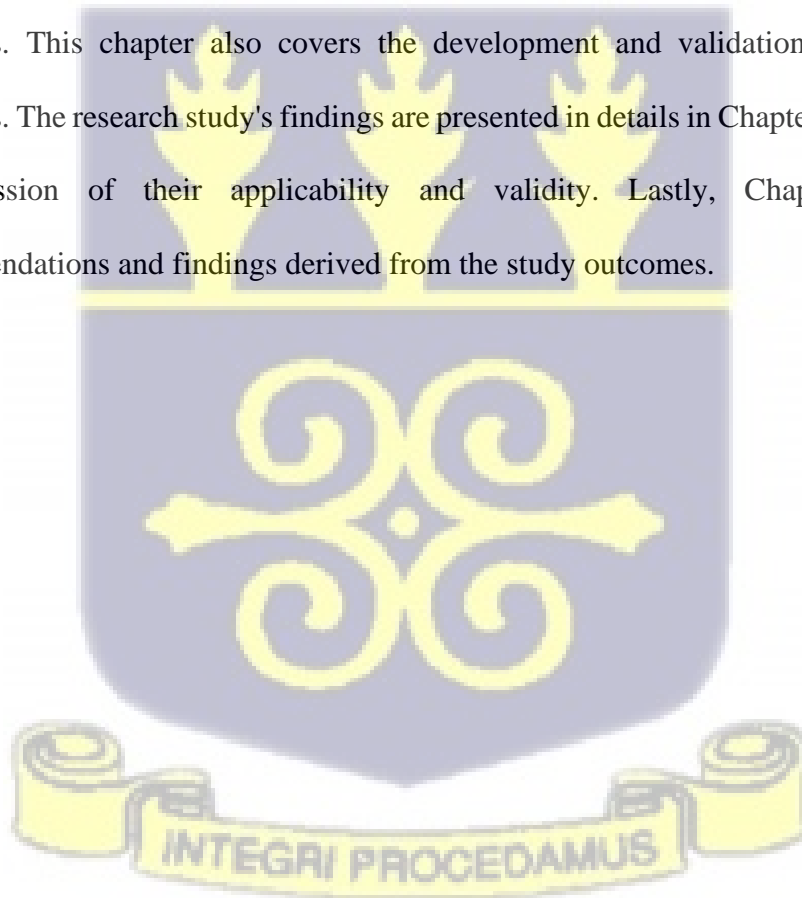 . This chapter also covers the development and validation
. The research study's findings are presented in details in Chapte
ssion of their applicability and validity. Lastly, Chap
endations and findings derived from the study outcomes.
INTEGRI PROCEDAMUS